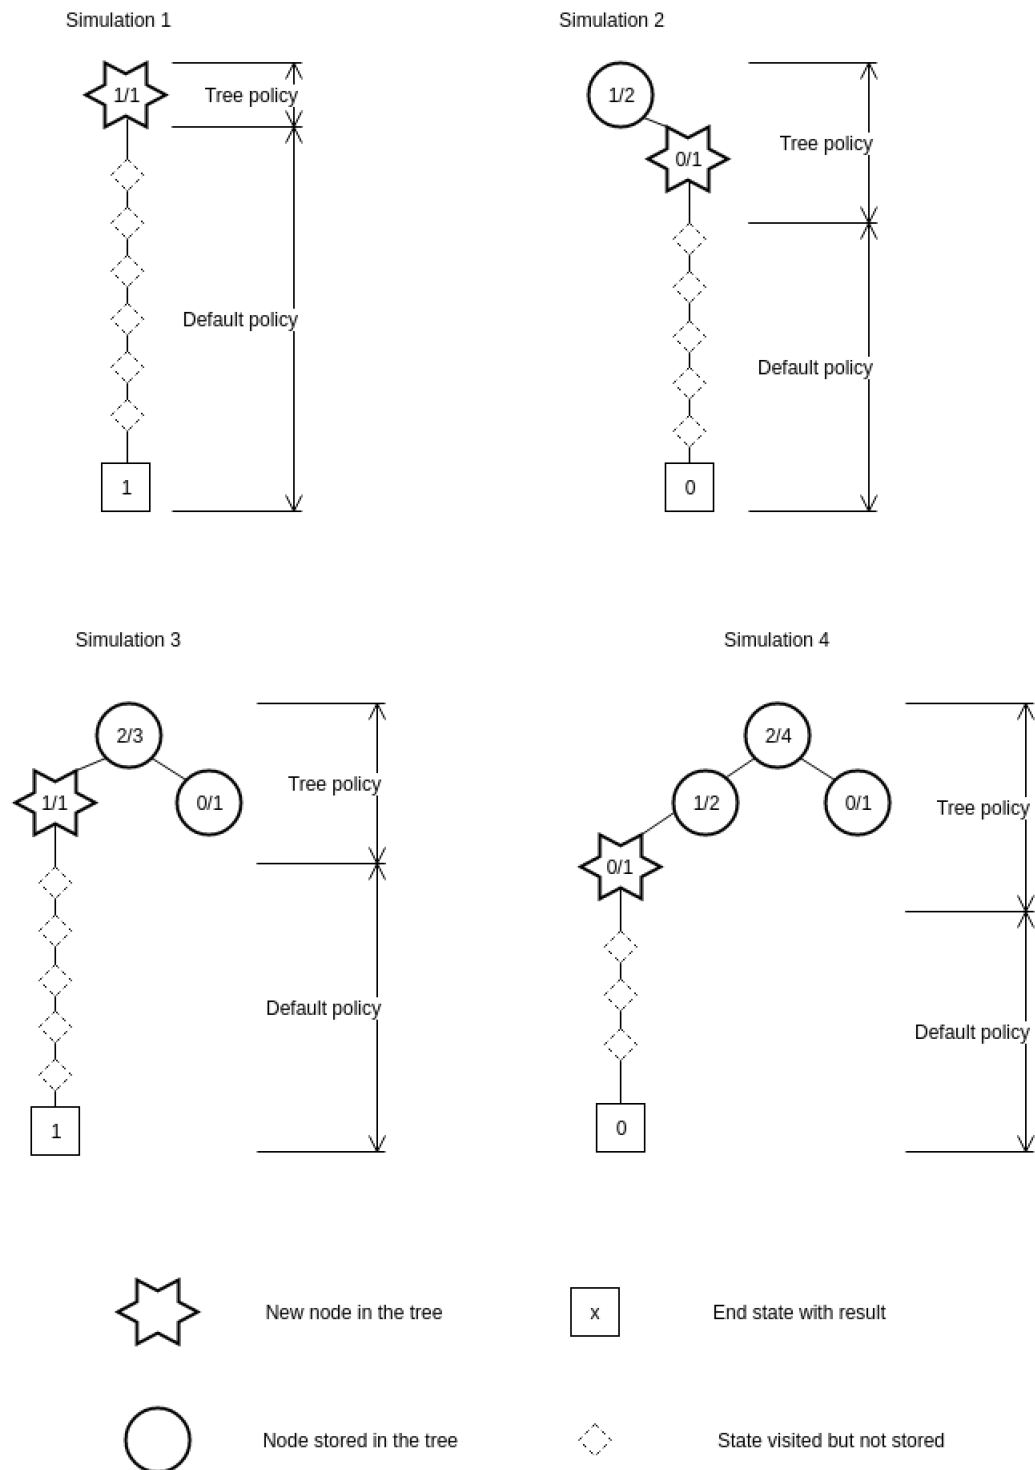 Simulation 1
1/1
Tree policy
Default policy
1
Simulation 2
1/2
0/1
Tree policy
Default policy
0
Simulation 3
2/3
1/1
0/1
Tree policy
Default policy
1
Simulation 4
2/4
1/2
0/1
0/1
Tree policy
Default policy
0
New node in the tree
x
End state with result
Node stored in the tree
State visited but not stored